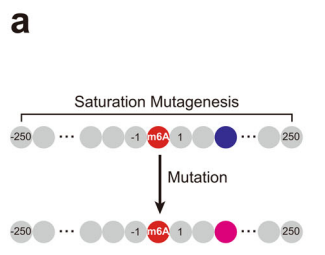 a
Saturation Mutagenesis
-250 ... -1 m6A 1 ... 250
Mutation
-250 ... -1 m6A 1 ... 250